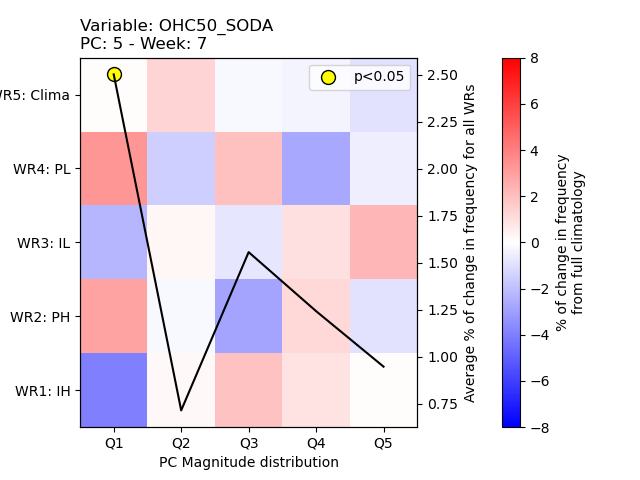 Variable: OHC50_SODA
PC: 5 - Week: 7
p<0.05
WR5: Clima
WR4: PL
WR3: IL
WR2: PH
WR1: IH
Q1 Q2 Q3 Q4 Q5
PC Magnitude distribution
2.50
2.25
2.00
1.75
1.50
1.25
1.00
0.75
Average % of change in frequency for all WRs
8
6
4
2
0
−2
−4
−6
−8
% of change in frequency
from full climatology